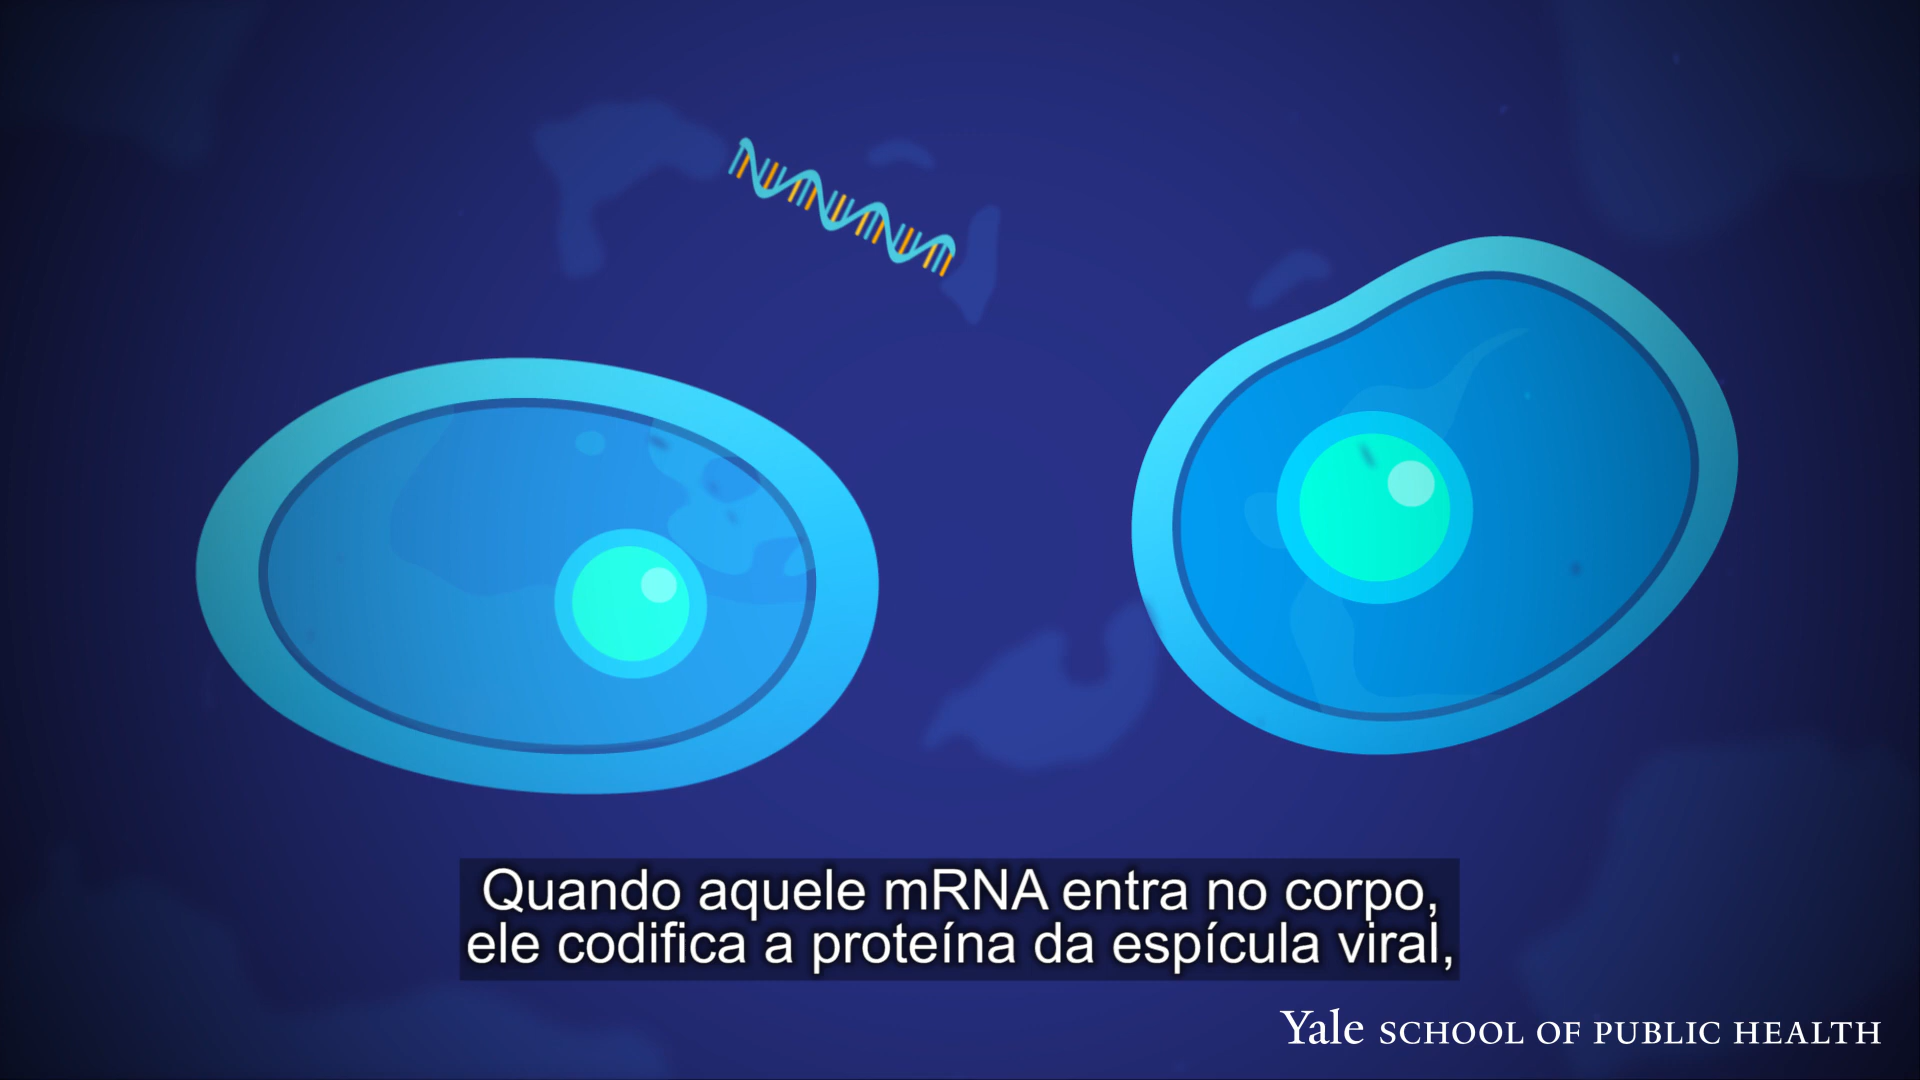 Quando aquele mRNA entra no corpo,
ele codifica a proteína da espícula viral,
Yale SCHOOL OF PUBLIC HEALTH